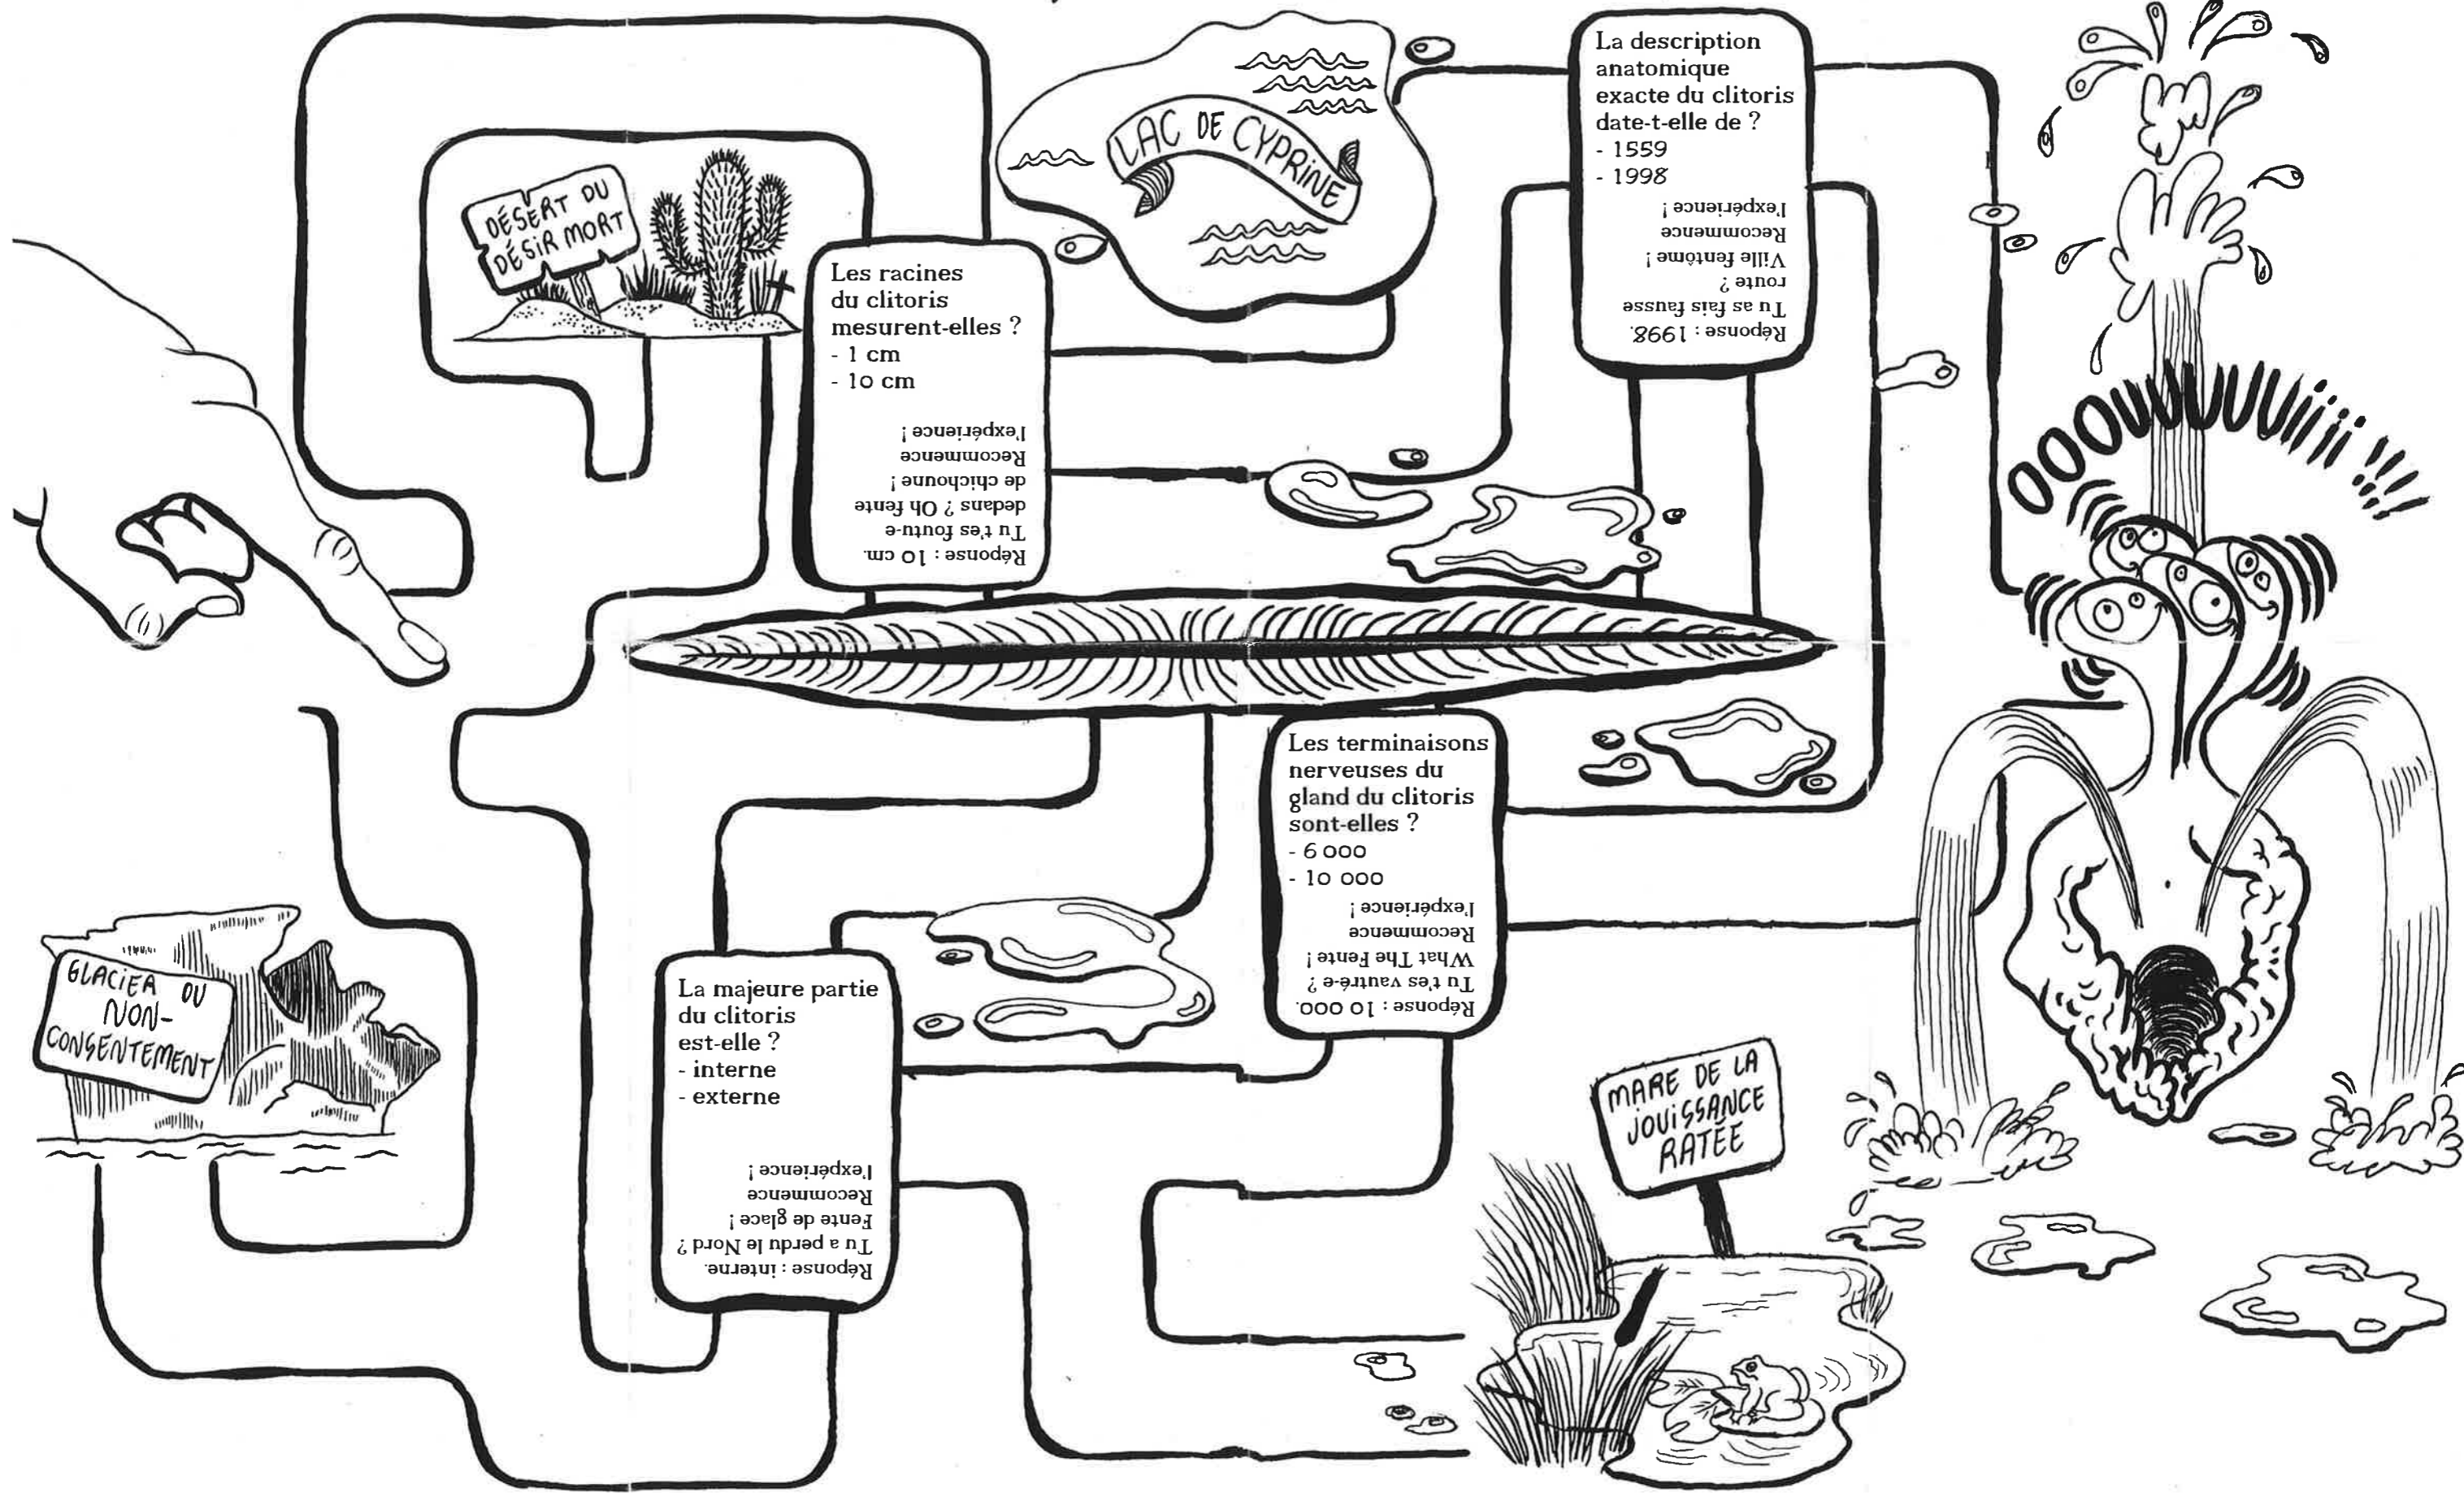 LAC DE CYPRINE
DÉSERT DU
DÉSIR MORT
Les racines
du clitoris
mesurent-elles ?
- 1 cm
- 10 cm
Réponse : 10 cm.
Tu t'es foutu-e
dedans ? Oh fente
de chichoune !
Recommence
l'expérience !
La description
anatomique
exacte du clitoris
date-t-elle de ?
- 1559
- 1998
Réponse : 1998.
Tu as fais fausse
route ?
Ville fentôme !
Recommence
l'expérience !
OOOUUUUUiiii !!!
Les terminaisons
nerveuses du
gland du clitoris
sont-elles ?
- 6 000
- 10 000
Réponse : 10 000.
Tu t'es vautré-e ?
What The Fente !
Recommence
l'expérience !
GLACIER DU
NON-
CONSENTEMENT
La majeure partie
du clitoris
est-elle ?
- interne
- externe
Réponse : interne.
Tu a perdu le Nord ?
Fente de glace !
Recommence
l'expérience !
MARE DE LA
JOUISSANCE
RATÉE